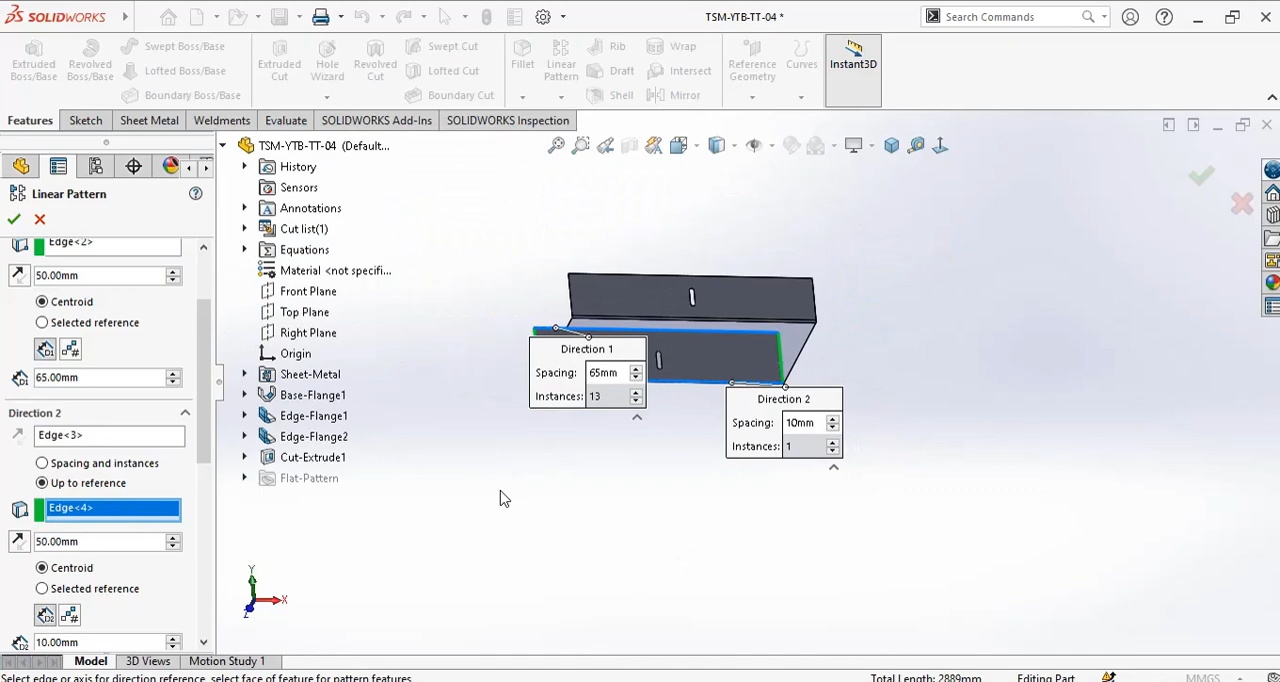 SOLIDWORKS
TSM-YTB-TT-04 *
Search Commands
Extruded Boss/Base
Revolved Boss/Base
Swept Boss/Base
Lofted Boss/Base
Boundary Boss/Base
Extruded Cut
Hole Wizard
Revolved Cut
Swept Cut
Lofted Cut
Boundary Cut
Fillet
Linear Pattern
Rib
Draft
Shell
Wrap
Intersect
Mirror
Reference Geometry
Curves
Instant3D
Features
Sketch
Sheet Metal
Weldments
Evaluate
SOLIDWORKS Add-Ins
SOLIDWORKS Inspection
Linear Pattern
Edge<2>
50.00mm
Centroid
Selected reference
65.00mm
Direction 2
Edge<3>
Spacing and instances
Up to reference
Edge<4>
50.00mm
Centroid
Selected reference
10.00mm
TSM-YTB-TT-04 (Default...
History
Sensors
Annotations
Cut list(1)
Equations
Material <not specifi...
Front Plane
Top Plane
Right Plane
Origin
Sheet-Metal
Base-Flange1
Edge-Flange1
Edge-Flange2
Cut-Extrude1
Flat-Pattern
Direction 1
Spacing: 65mm
Instances: 13
Direction 2
Spacing: 10mm
Instances: 1
Y
X
Z
Model
3D Views
Motion Study 1
Select edge or axis for direction reference, select face of feature for pattern features
Total Length: 2889mm
Editing Part
MMGS